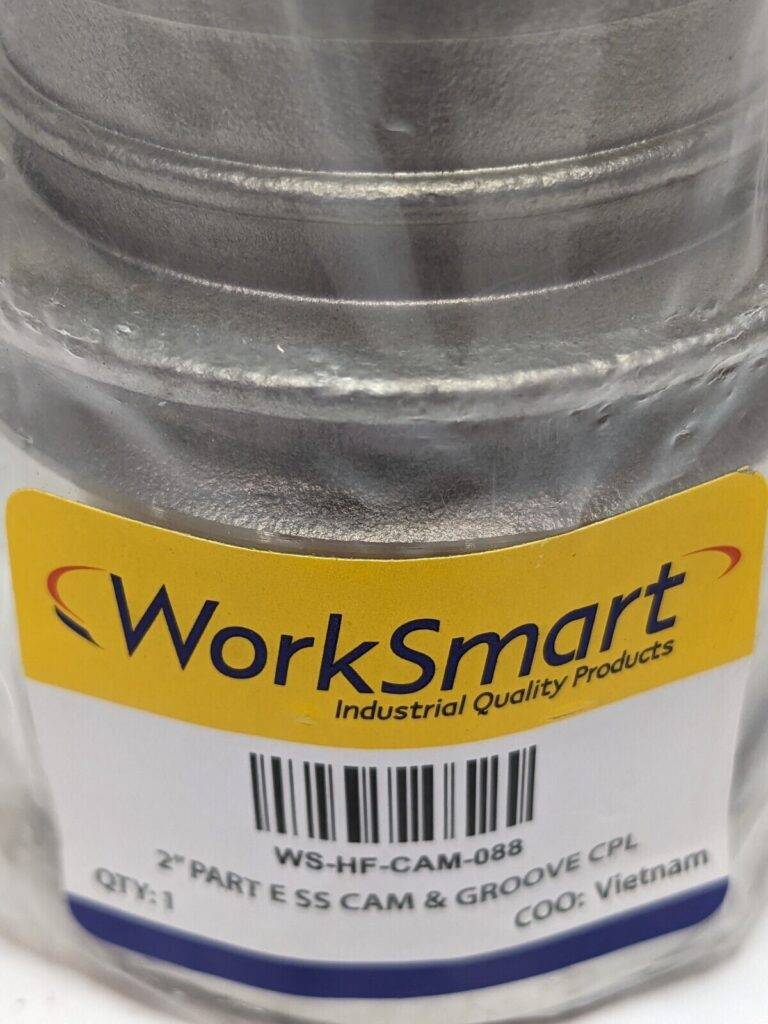 WorkSmart
Industrial Quality Products
WS-HF-CAM-088
2" PART E SS CAM & GROOVE CPL
QTY: 1
COO: Vietnam